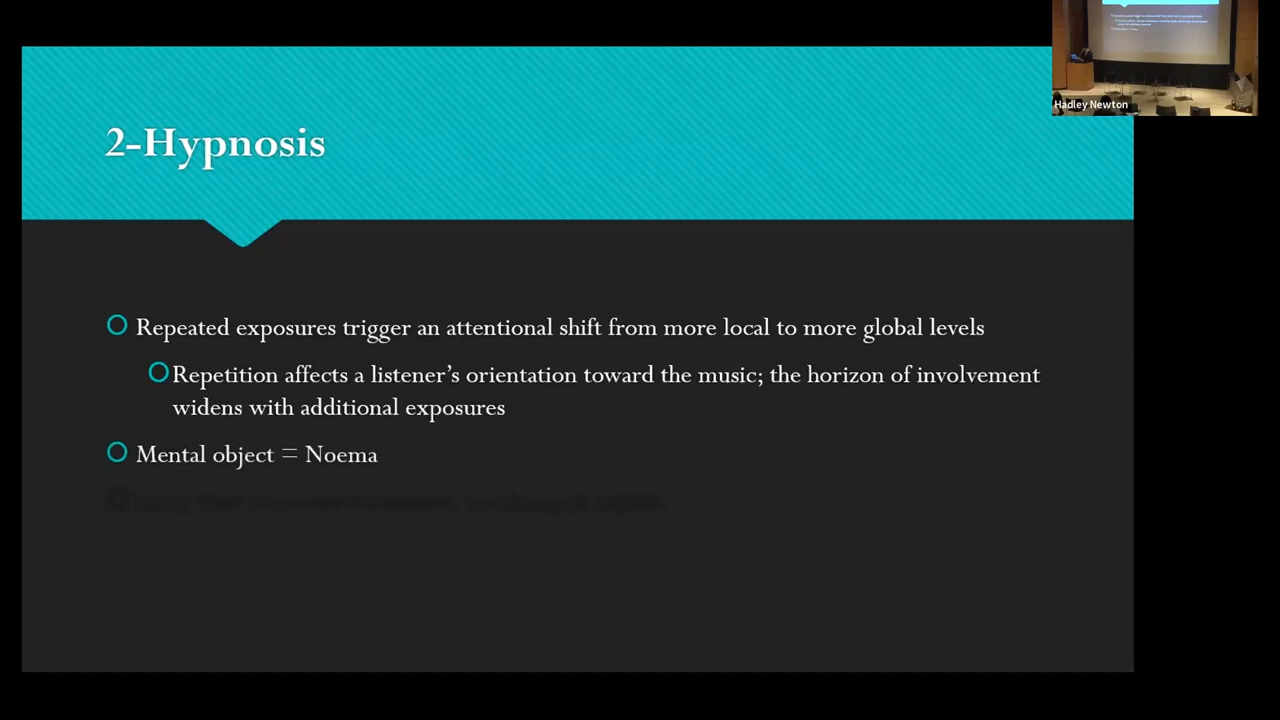 Hadley Newton
2-Hypnosis
Repeated exposures trigger an attentional shift from more local to more global levels
Repetition affects a listener’s orientation toward the music; the horizon of involvement
widens with additional exposures
Mental object = Noema